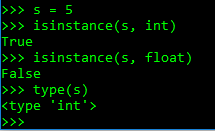 >>> s = 5
>>> isinstance(s, int)
True
>>> isinstance(s, float)
False
>>> type(s)
<type 'int'>
>>>